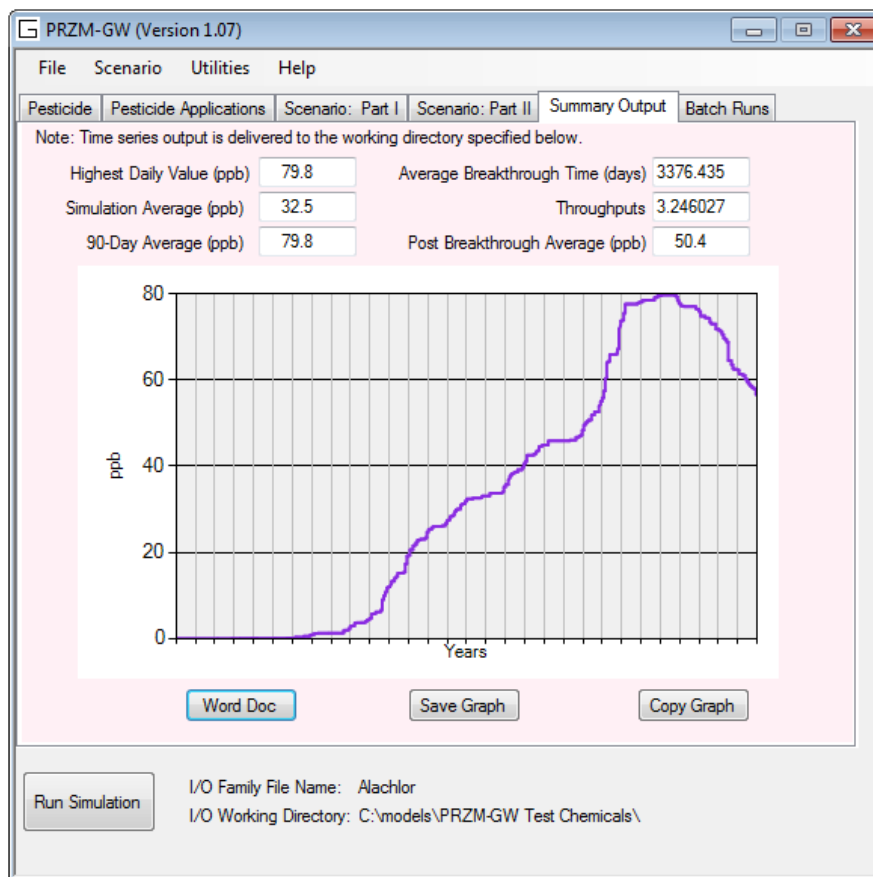 G PRZM-GW (Version 1.07)
File Scenario Utilities Help
Pesticide Pesticide Applications Scenario: Part I Scenario: Part II Summary Output Batch Runs
Note: Time series output is delivered to the working directory specified below.
Highest Daily Value (ppb) 79.8 Average Breakthrough Time (days) 3376.435
Simulation Average (ppb) 32.5 Throughputs 3.246027
90-Day Average (ppb) 79.8 Post Breakthrough Average (ppb) 50.4
80
60
ppb
40
20
0
Years
Word Doc Save Graph Copy Graph
Run Simulation
I/O Family File Name: Alachlor
I/O Working Directory: C:\models\PRZM-GW Test Chemicals\